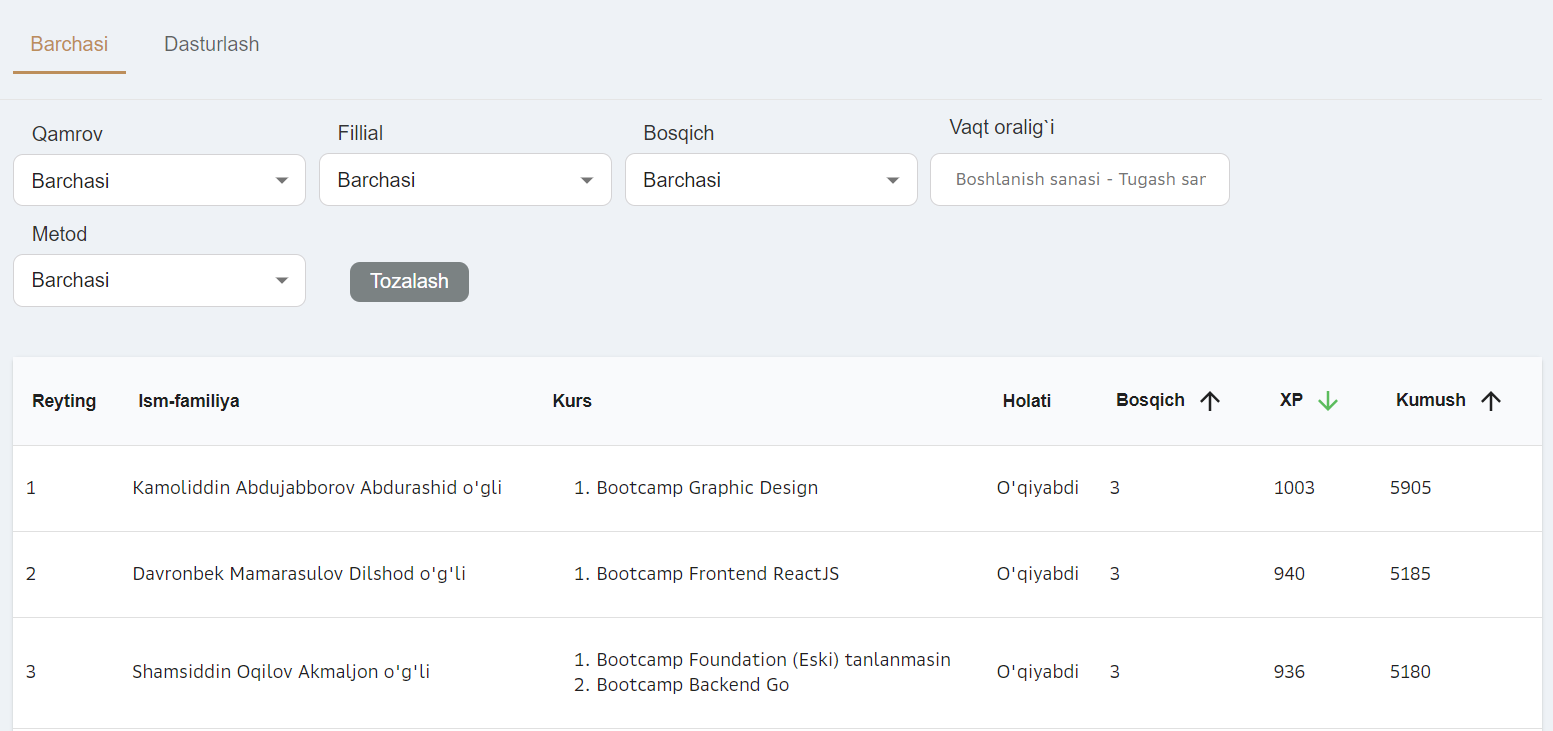 Barchasi Dasturlash
Qamrov Fillial Bosqich Vaqt oralig`i
Barchasi Barchasi Barchasi Boshlanish sanasi - Tugash sar
Metod
Barchasi Tozalash
Reyting Ism-familiya Kurs Holati Bosqich XP Kumush
1 Kamoliddin Abdujabborov Abdurashid o'gli 1. Bootcamp Graphic Design O'qiyabdi 3 1003 5905
2 Davronbek Mamarasulov Dilshod o'g'li 1. Bootcamp Frontend ReactJS O'qiyabdi 3 940 5185
3 Shamsiddin Oqilov Akmaljon o'g'li 1. Bootcamp Foundation (Eski) tanlanmasin O'qiyabdi 3 936 5180
2. Bootcamp Backend Go